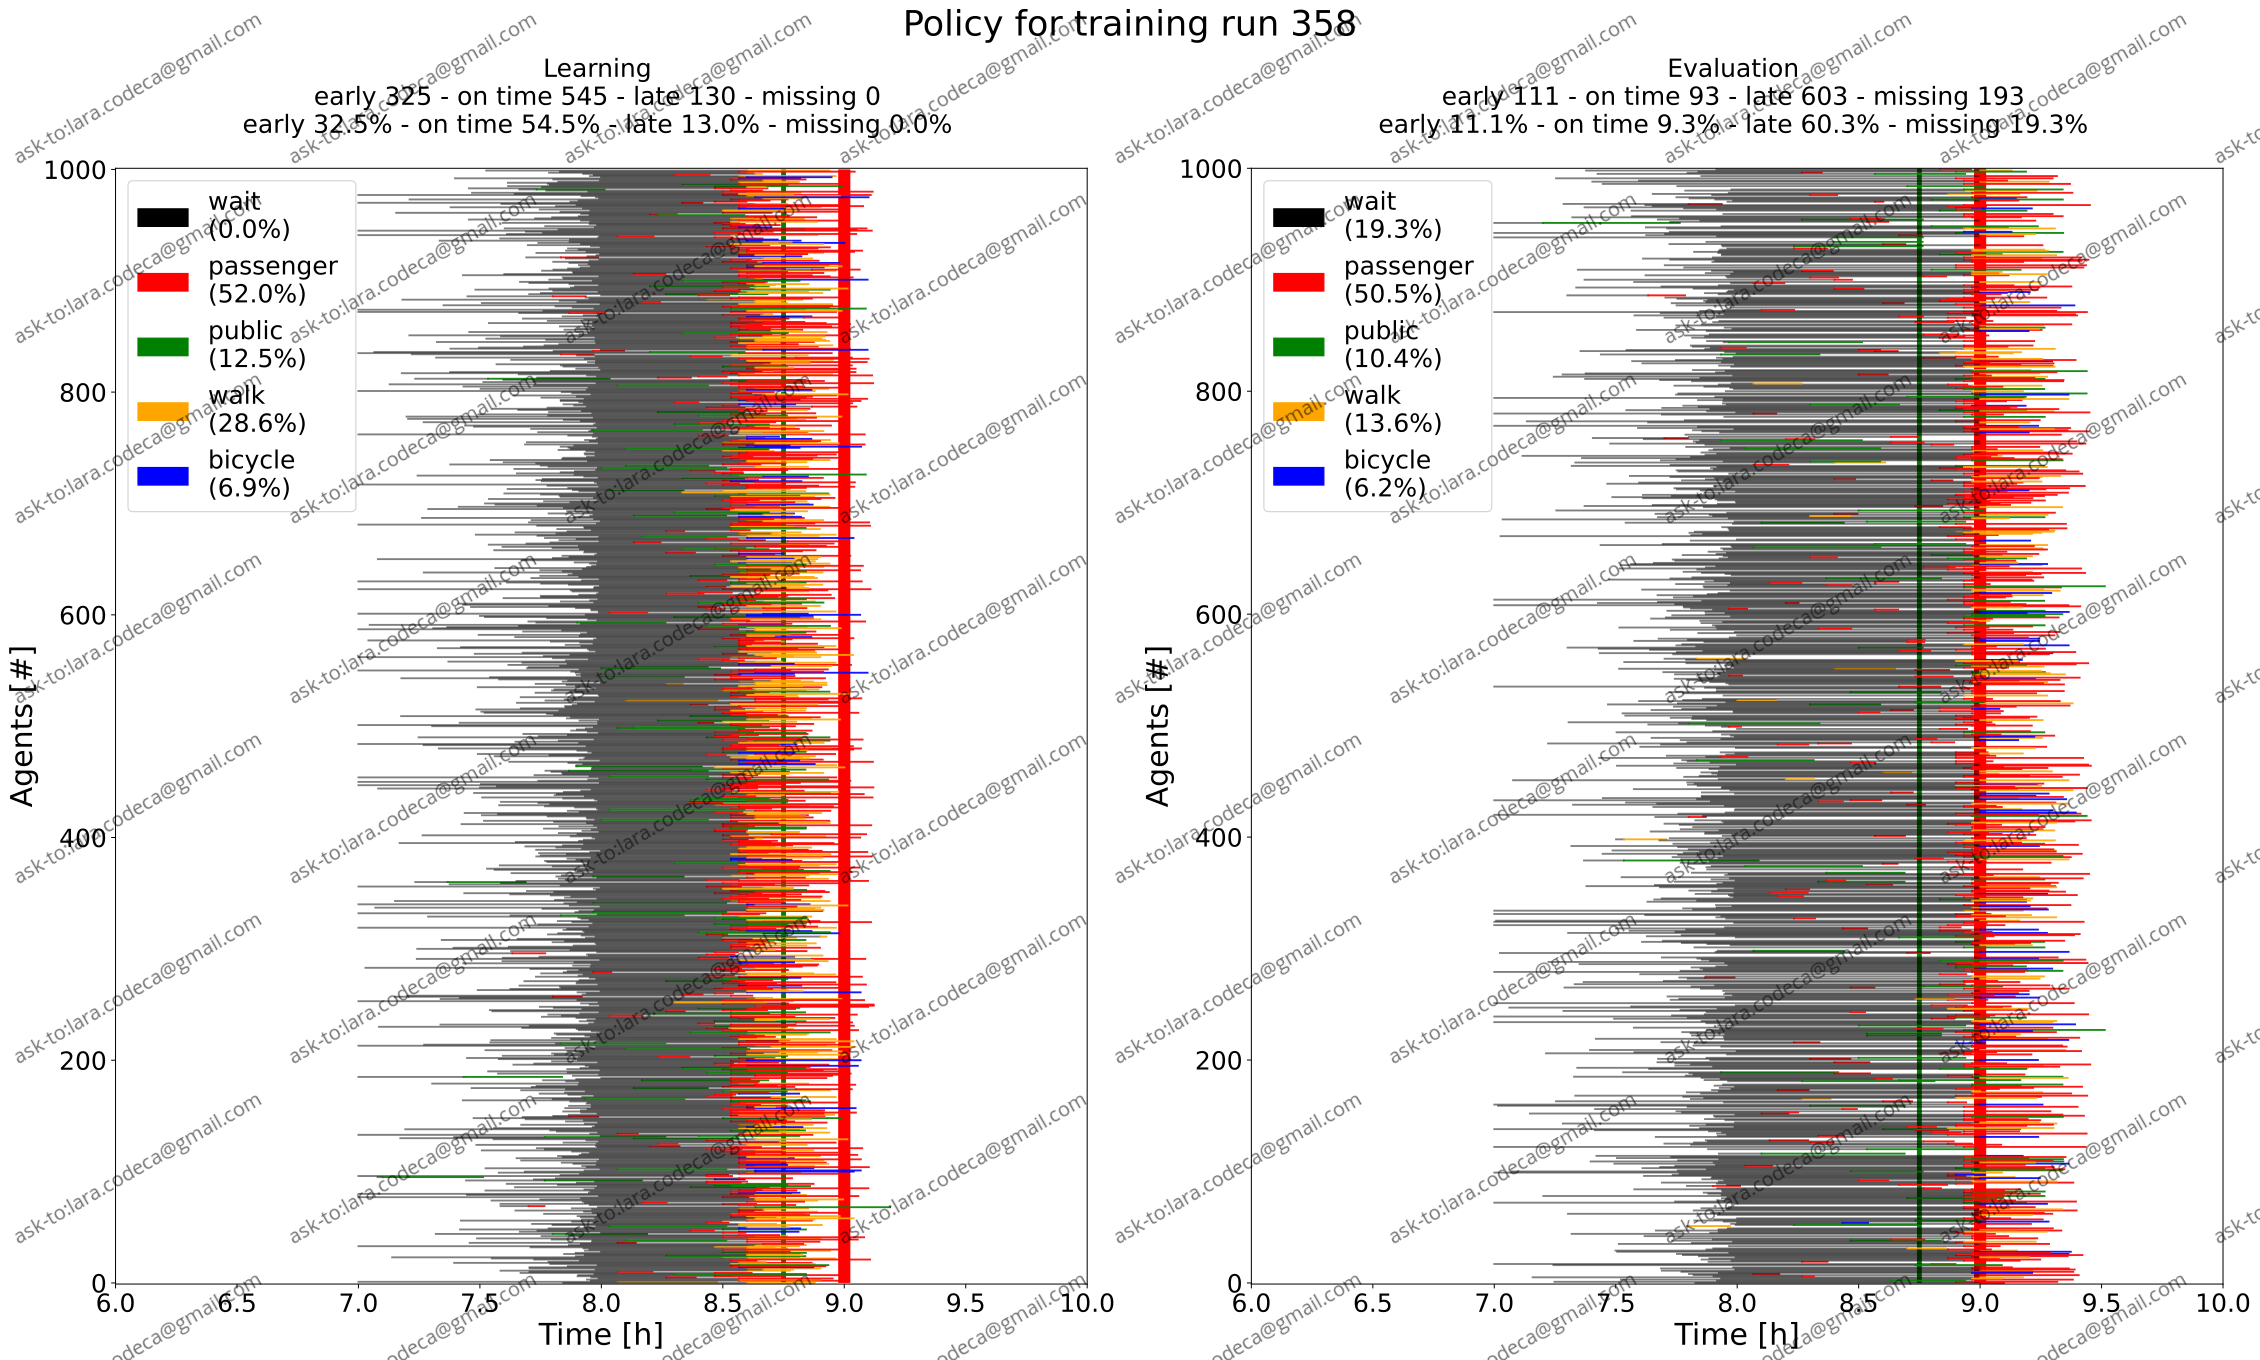 Policy for training run 358
Learning
early 325 - on time 545 - late 130 - missing 0
early 32.5% - on time 54.5% - late 13.0% - missing 0.0%
Evaluation
early 111 - on time 93 - late 603 - missing 193
early 11.1% - on time 9.3% - late 60.3% - missing 19.3%
wait
(0.0%)
passenger
(52.0%)
public
(12.5%)
walk
(28.6%)
bicycle
(6.9%)
1000
800
600
400
200
0
Agents [#]
6.0 6.5 7.0 7.5 8.0 8.5 9.0 9.5 10.0
Time [h]
wait
(19.3%)
passenger
(50.5%)
public
(10.4%)
walk
(13.6%)
bicycle
(6.2%)
1000
800
600
400
200
0
Agents [#]
6.0 6.5 7.0 7.5 8.0 8.5 9.0 9.5 10.0
Time [h]
ask-to:lara.codeca@gmail.com